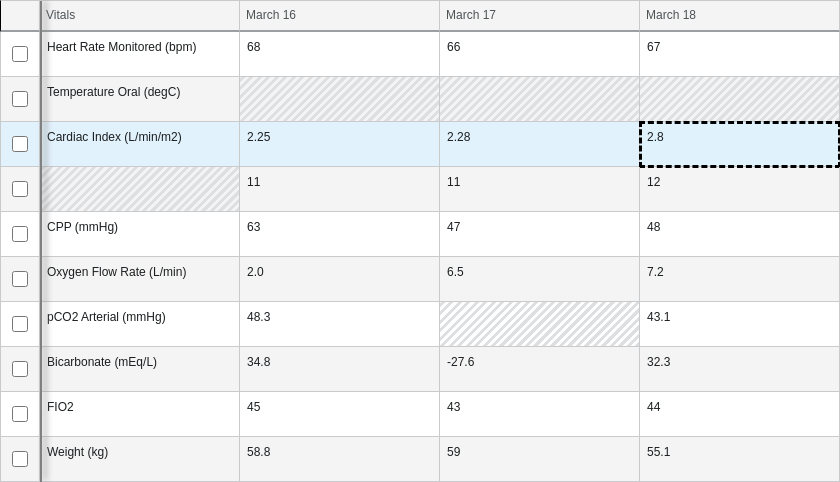 Vitals March 16 March 17 March 18
Heart Rate Monitored (bpm) 68 66 67
Temperature Oral (degC)
Cardiac Index (L/min/m2) 2.25 2.28 2.8
11 11 12
CPP (mmHg) 63 47 48
Oxygen Flow Rate (L/min) 2.0 6.5 7.2
pCO2 Arterial (mmHg) 48.3 43.1
Bicarbonate (mEq/L) 34.8 -27.6 32.3
FIO2 45 43 44
Weight (kg) 58.8 59 55.1